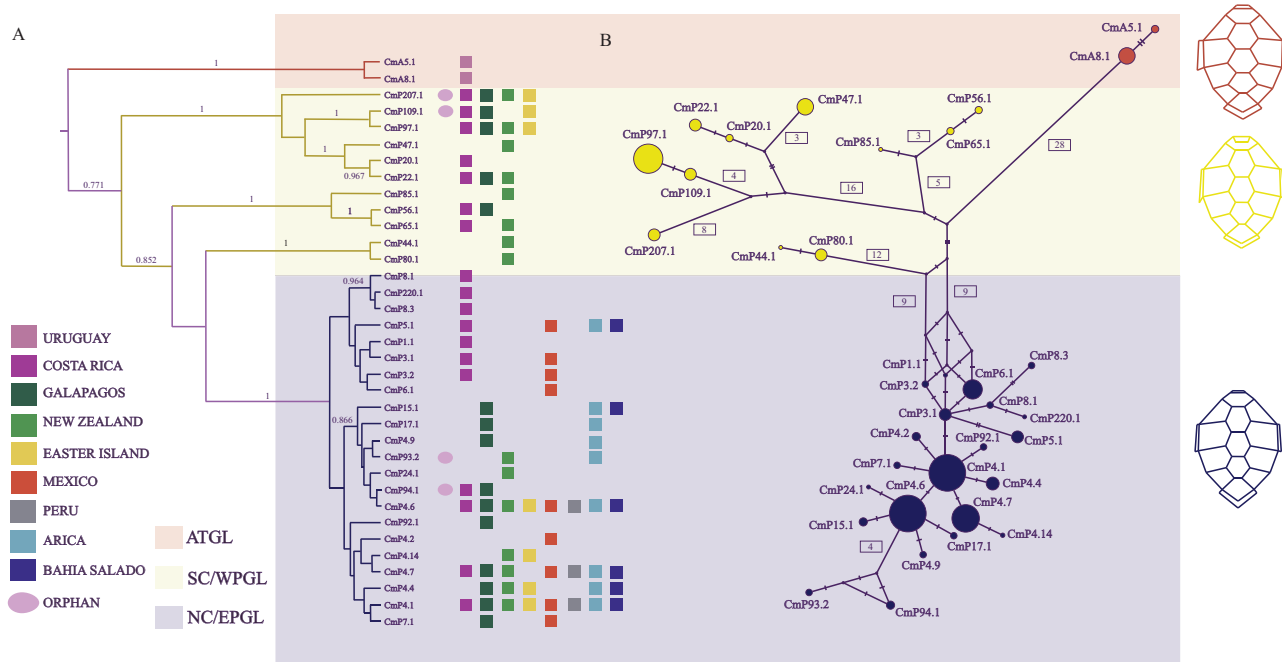 A
B
1
1
1
1
0.967
0.771
1
1
0.852
1
0.964
1
0.866
CmA5.1
CmA8.1
CmP207.1
CmP109.1
CmP97.1
CmP47.1
CmP20.1
CmP22.1
CmP85.1
CmP56.1
CmP65.1
CmP44.1
CmP80.1
CmP8.1
CmP220.1
CmP8.3
CmP5.1
CmP1.1
CmP3.1
CmP3.2
CmP6.1
CmP15.1
CmP17.1
CmP4.9
CmP93.2
CmP24.1
CmP94.1
CmP4.6
CmP92.1
CmP4.2
CmP4.14
CmP4.7
CmP4.4
CmP4.1
CmP7.1
URUGUAY
COSTA RICA
GALAPAGOS
NEW ZEALAND
EASTER ISLAND
MEXICO
PERU
ARICA
BAHIA SALADO
ORPHAN
ATGL
SC/WPGL
NC/EPGL
CmA5.1
CmA8.1
CmP47.1
CmP22.1
CmP20.1
CmP97.1
3
4
CmP109.1
8
CmP207.1
16
CmP56.1
3
CmP65.1
CmP85.1
5
28
CmP80.1
CmP44.1
12
9
9
CmP1.1
CmP3.2
CmP6.1
CmP8.3
CmP8.1
CmP220.1
CmP3.1
CmP5.1
CmP4.2
CmP92.1
CmP7.1
CmP4.1
CmP4.4
CmP24.1
CmP4.6
CmP4.7
CmP15.1
CmP4.14
CmP17.1
4
CmP4.9
CmP93.2
CmP94.1